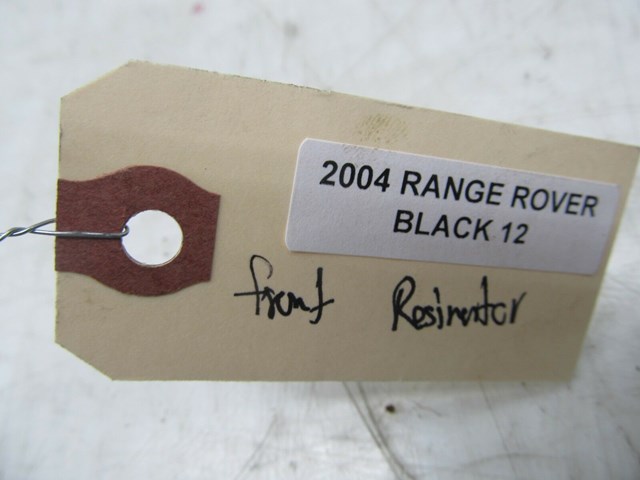 2004 RANGE ROVER
BLACK 12
front Resinator